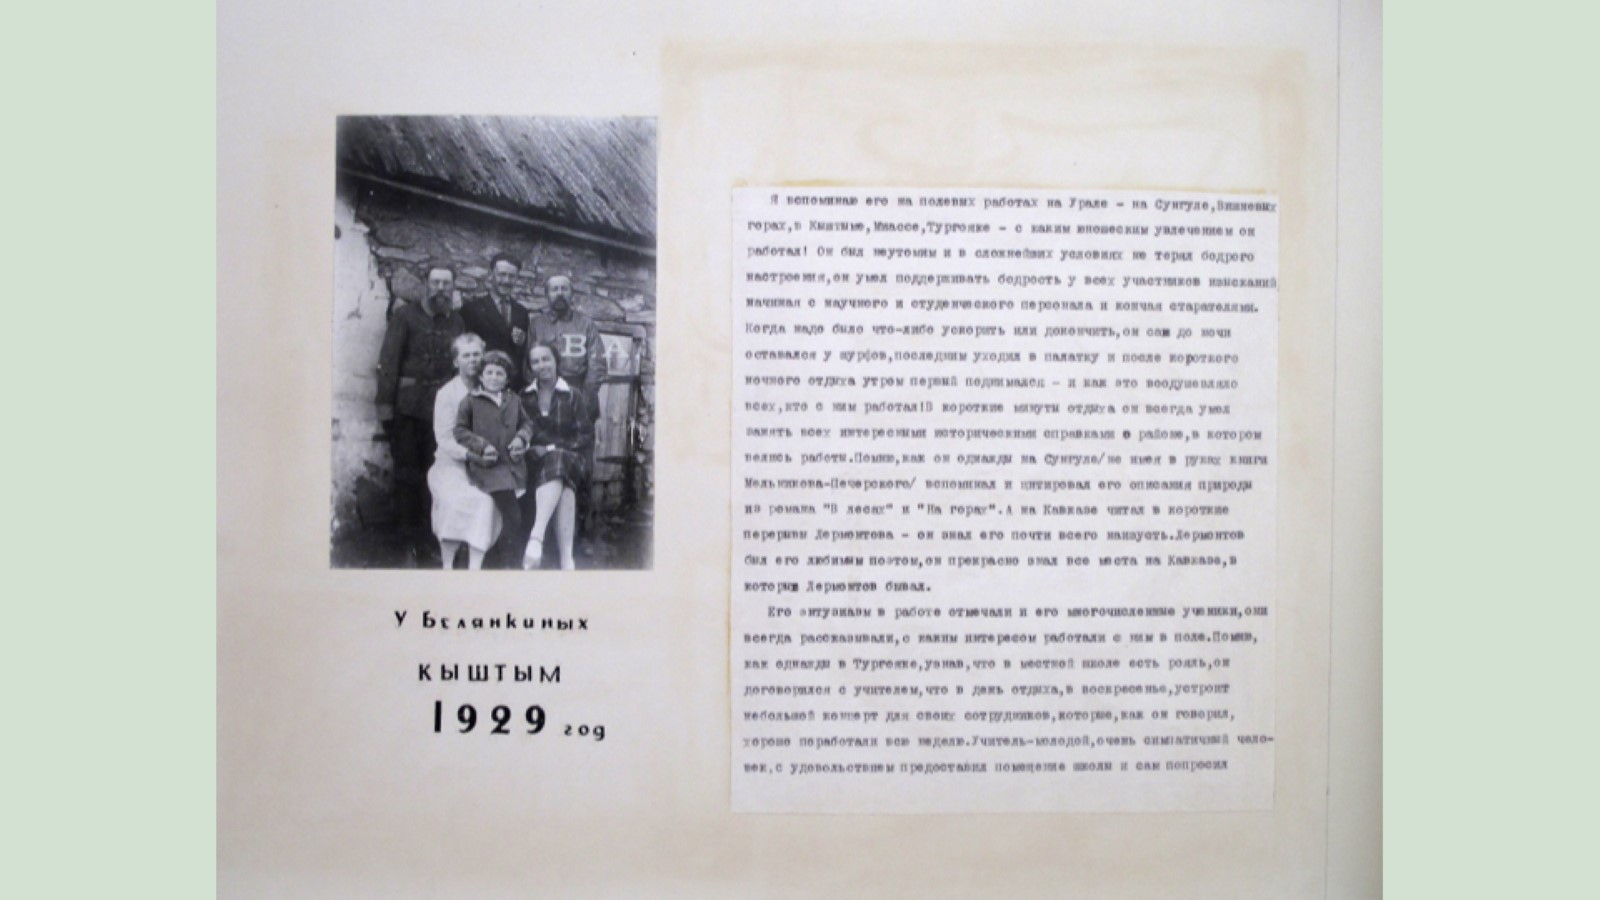 В А
У Белянкиных
КЫШТЫМ
1929 год
Я вспоминаю его на полевых работах на Урале - на Сунгуле,Вишневых
горах,в Кыштыме,Миассе,Тургояке - с каким юношеским увлечением он
работал! Он был неутомим и в сложнейших условиях не терял бодрого
настроения,он умел поддерживать бодрость у всех участников изысканий
начиная с научного и студенческого персонала и кончая старателями.
Когда надо было что-либо ускорить или докончить,он сам до ночи
оставался у шурфов,последним уходил в палатку и после короткого
ночного отдыха утром первый поднимался - и как это воодушевляло
всех,кто с ним работал!В короткие минуты отдыха он всегда умел
занять всех интересными историческими справками о районе,в котором
велись работы.Помню,как он однажды на Сунгуле/не имея в руках книги
Мельникова-Печерского/ вспоминал и цитировал его описания природы
из романа "В лесах" и "На горах".А на Кавказе читал в короткие
перерывы Лермонтова - он знал его почти всего наизусть.Лермонтов
был его любимым поэтом,он прекрасно знал все места на Кавказе,в
которых Лермонтов бывал.
Его энтузиазм в работе отмечали и его многочисленные ученики,они
всегда рассказывали,с каким интересом работали с ним в поле.Помню,
как однажды в Тургояке,узнав,что в местной школе есть рояль,он
договорился с учителем,что в день отдыха,в воскресенье,устроит
небольшой концерт для своих сотрудников,которые,как он говорил,
хорошо поработали всю неделю.Учитель-молодой,очень симпатичный чело-
век,с удовольствием предоставил помещение школы и сам попросил